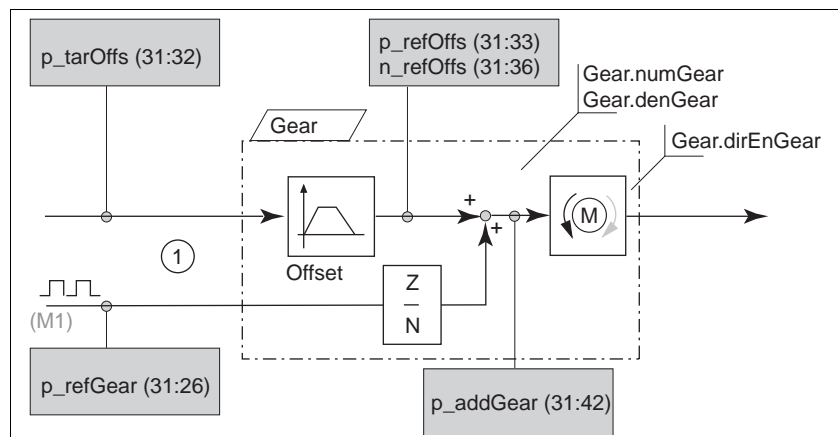 p_tarOffs (31:32)
p_refOffs (31:33)
n_refOffs (31:36)
Gear.numGear
Gear.denGear
Gear
Gear.dirEnGear
+
+
M
Offset
1
Z
N
(M1)
p_refGear (31:26)
p_addGear (31:42)